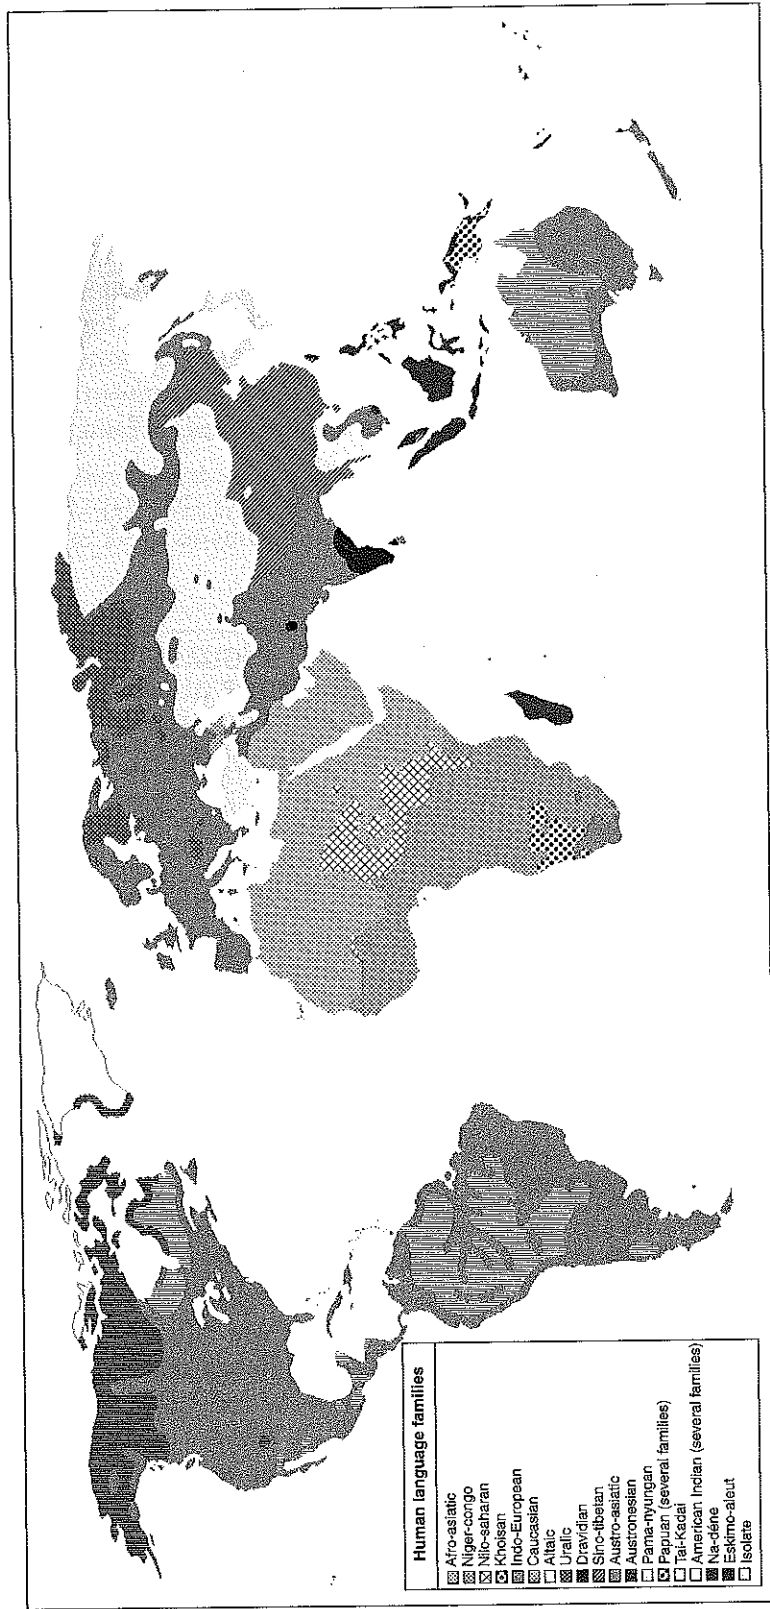 Human language families
Afro-asiatic
Niger-congo
Nilo-saharan
Khoisan
Indo-European
Caucasian
Altaic
Uralic
Dravidian
Sino-tibetan
Austro-asiatic
Austronesian
Pama-nyungan
Papuan (several families)
Tai-Kadai
American Indian (several families)
Na-déne
Eskimo-aleut
Isolate